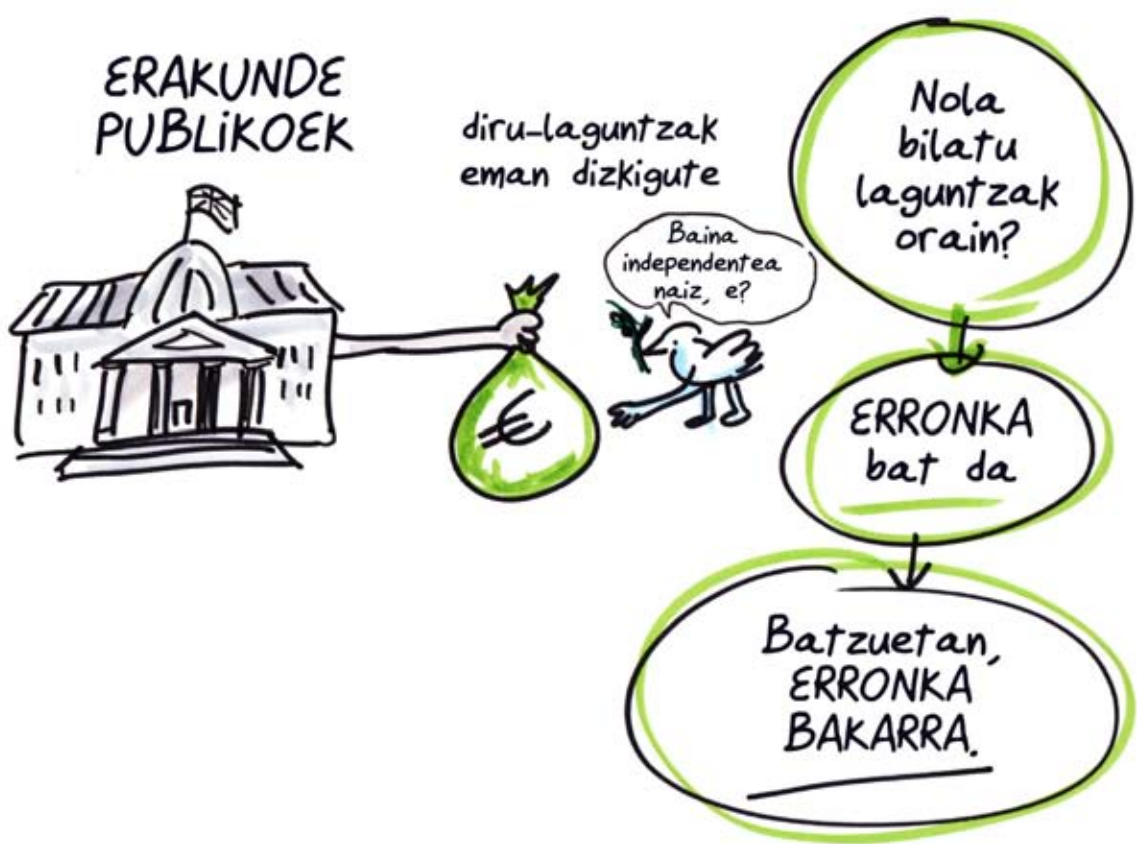 ERAKUNDE
PUBLIKOEK
diru-laguntzak
eman dizkigute
Baina
independentea
naiz, e?
€
Nola
bilatu
laguntzak
orain?
ERRONKA
bat da
Batzuetan,
ERRONKA
BAKARRA.